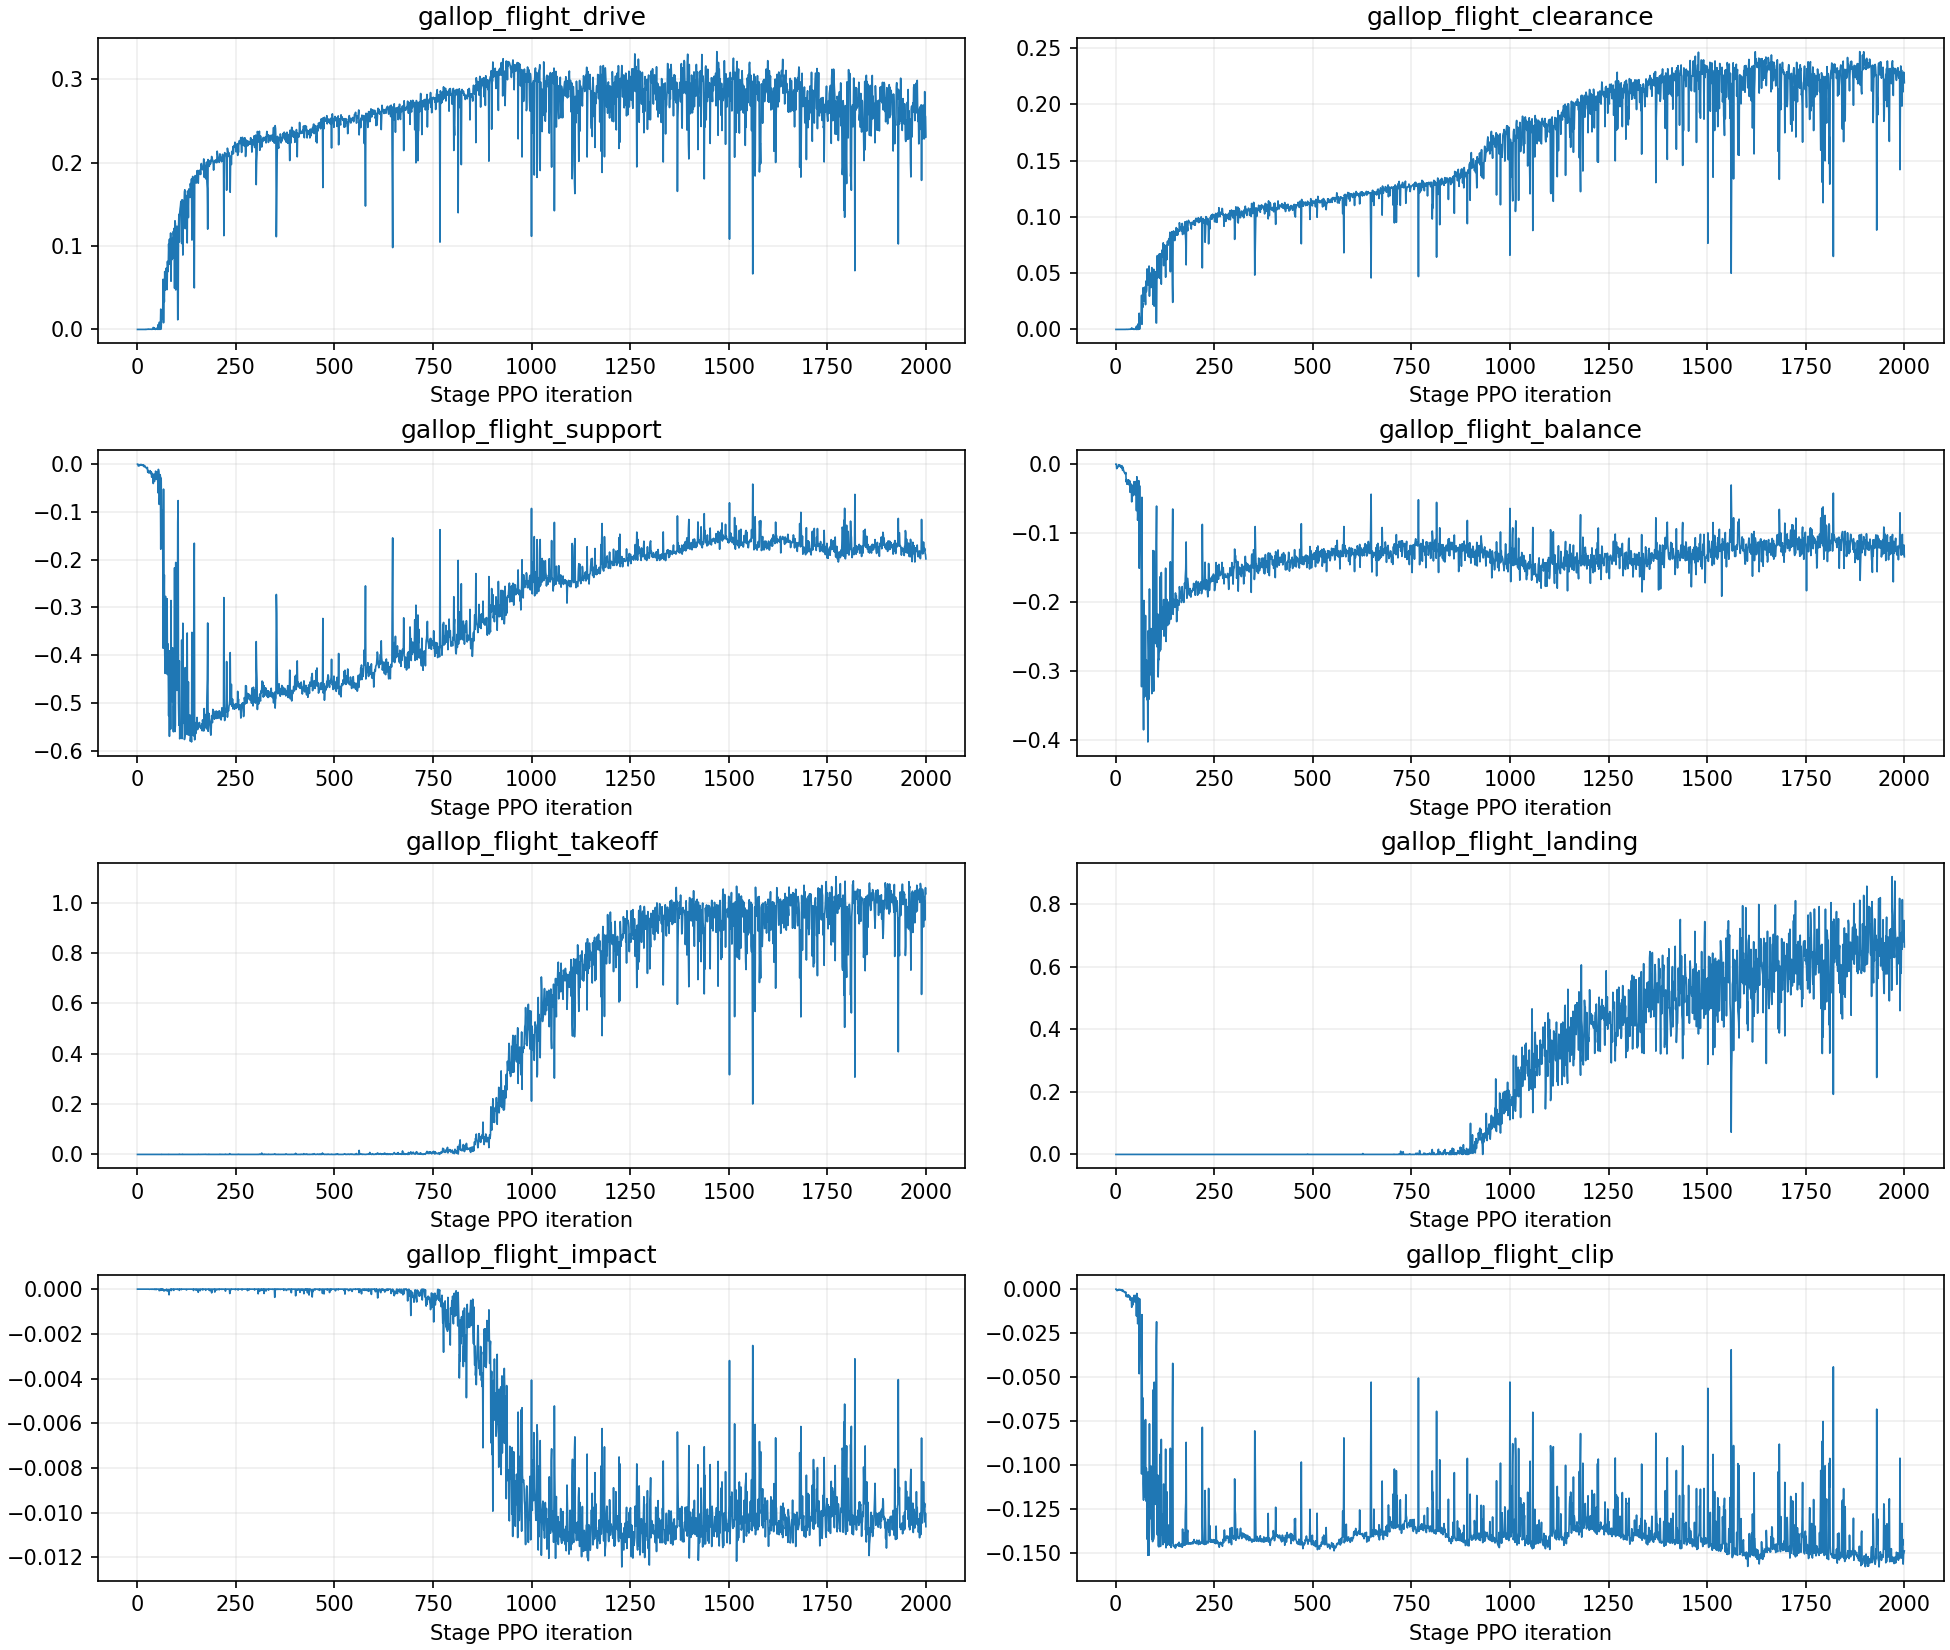 gallop_flight_drive
0.3
0.2
0.1
0.0
0 250 500 750 1000 1250 1500 1750 2000
Stage PPO iteration
gallop_flight_clearance
0.25
0.20
0.15
0.10
0.05
0.00
0 250 500 750 1000 1250 1500 1750 2000
Stage PPO iteration
gallop_flight_support
0.0
−0.1
−0.2
−0.3
−0.4
−0.5
−0.6
0 250 500 750 1000 1250 1500 1750 2000
Stage PPO iteration
gallop_flight_balance
0.0
−0.1
−0.2
−0.3
−0.4
0 250 500 750 1000 1250 1500 1750 2000
Stage PPO iteration
gallop_flight_takeoff
1.0
0.8
0.6
0.4
0.2
0.0
0 250 500 750 1000 1250 1500 1750 2000
Stage PPO iteration
gallop_flight_landing
0.8
0.6
0.4
0.2
0.0
0 250 500 750 1000 1250 1500 1750 2000
Stage PPO iteration
gallop_flight_impact
0.000
−0.002
−0.004
−0.006
−0.008
−0.010
−0.012
0 250 500 750 1000 1250 1500 1750 2000
Stage PPO iteration
gallop_flight_clip
0.000
−0.025
−0.050
−0.075
−0.100
−0.125
−0.150
0 250 500 750 1000 1250 1500 1750 2000
Stage PPO iteration